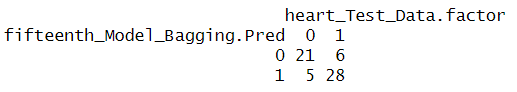 heart_Test_Data.factor
fifteenth_Model_Bagging.Pred 0 1
0 21 6
1 5 28